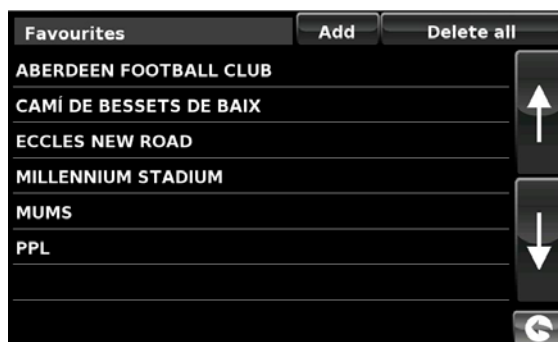 Favourites Add Delete all
ABERDEEN FOOTBALL CLUB
CAMÍ DE BESSETS DE BAIX
ECCLES NEW ROAD
MILLENNIUM STADIUM
MUMS
PPL